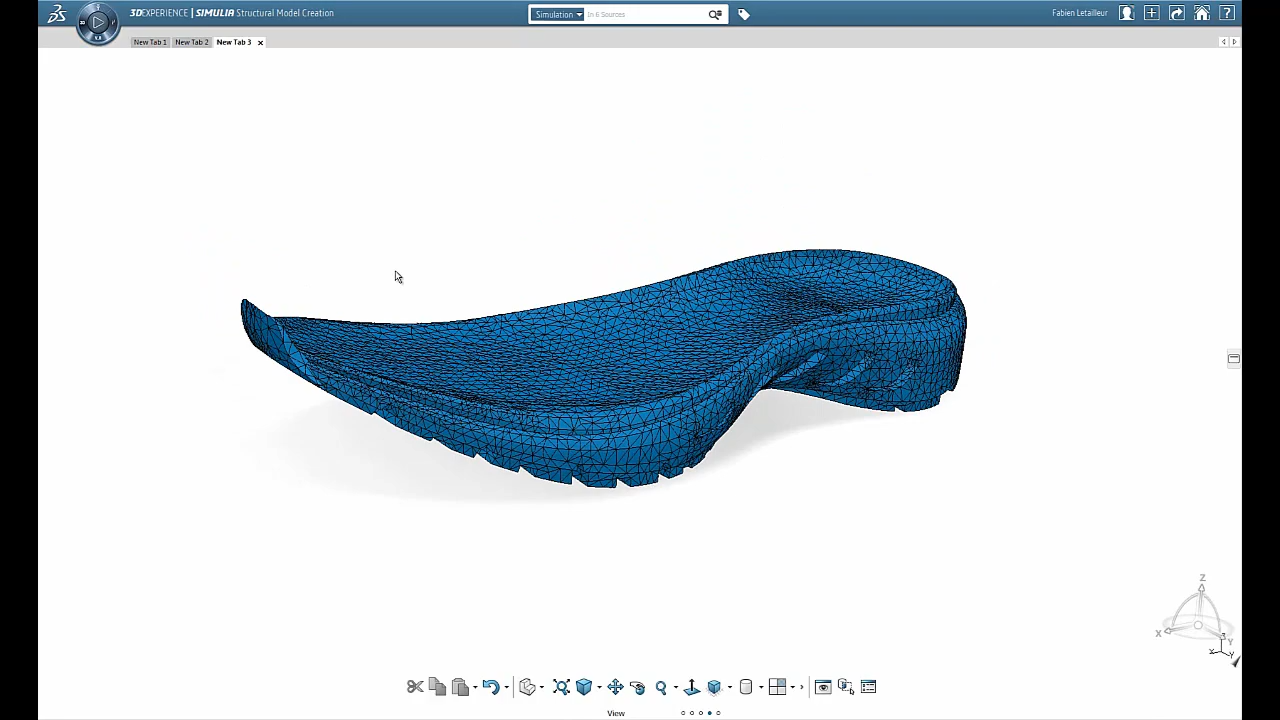 3DEXPERIENCE | SIMULIA Structural Model Creation
Simulation
In 6 Sources
Fabien Letailleur
3D
V.R
New Tab 1
New Tab 2
New Tab 3
Z
X
Y
Z
X
Y
View